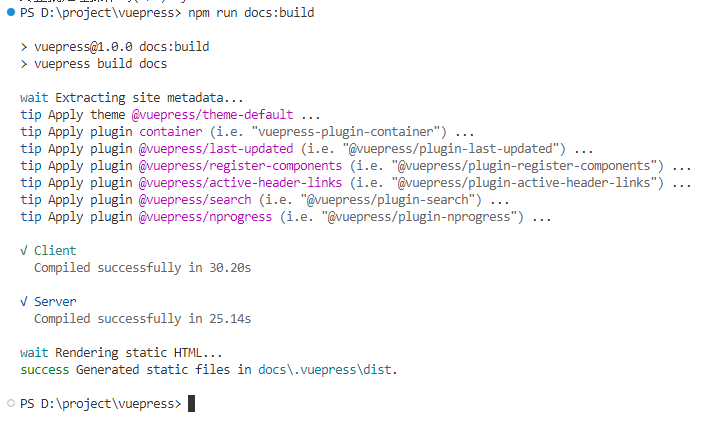 PS D:\project\vuepress> npm run docs:build
> vuepress@1.0.0 docs:build
> vuepress build docs
wait Extracting site metadata...
tip Apply theme @vuepress/theme-default ...
tip Apply plugin container (i.e. "vuepress-plugin-container") ...
tip Apply plugin @vuepress/last-updated (i.e. "@vuepress/plugin-last-updated") ...
tip Apply plugin @vuepress/register-components (i.e. "@vuepress/plugin-register-components") ...
tip Apply plugin @vuepress/active-header-links (i.e. "@vuepress/plugin-active-header-links") ...
tip Apply plugin @vuepress/search (i.e. "@vuepress/plugin-search") ...
tip Apply plugin @vuepress/nprogress (i.e. "@vuepress/plugin-nprogress") ...
√ Client
Compiled successfully in 30.20s
√ Server
Compiled successfully in 25.14s
wait Rendering static HTML...
success Generated static files in docs\.vuepress\dist.
PS D:\project\vuepress>